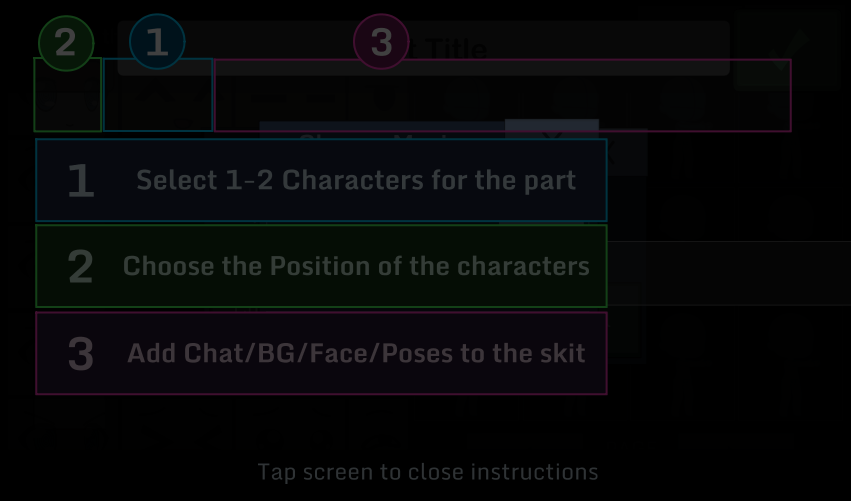 2
1
3
Title
1 Select 1-2 Characters for the part
2 Choose the Position of the characters
3 Add Chat/BG/Face/Poses to the skit
Tap screen to close instructions